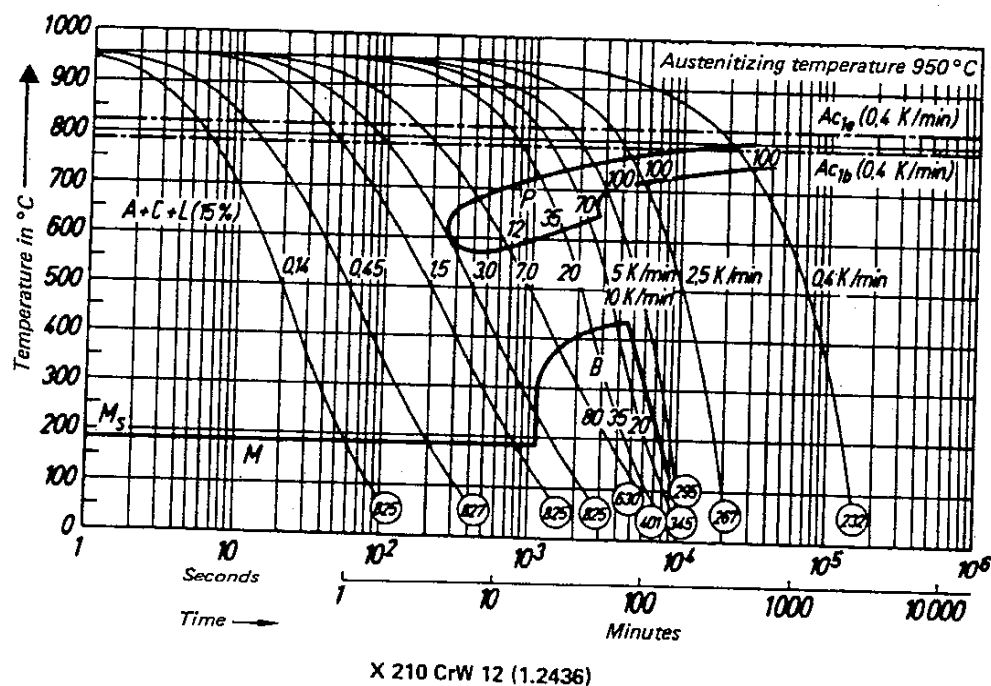 1000
Austenitizing temperature 950°C
900
Ac1e (0,4 K/min)
800
100
100 100
Ac1b (0,4 K/min)
700
P
70
A+C+L (15%)
12 35
600
500
0,14 0,45 1,5 3,0 7,0 20 5 K/min 2,5 K/min 0,4 K/min
10 K/min
400
B
300
80 35 20
200
Ms
M
100
630 295
825 827 825 825 401 345 267 232
0
Temperature in °C
1 10 10² 10³ 10⁴ 10⁵ 10⁶
Seconds
1 10 100 1000 10 000
Time
Minutes
X 210 CrW 12 (1.2436)